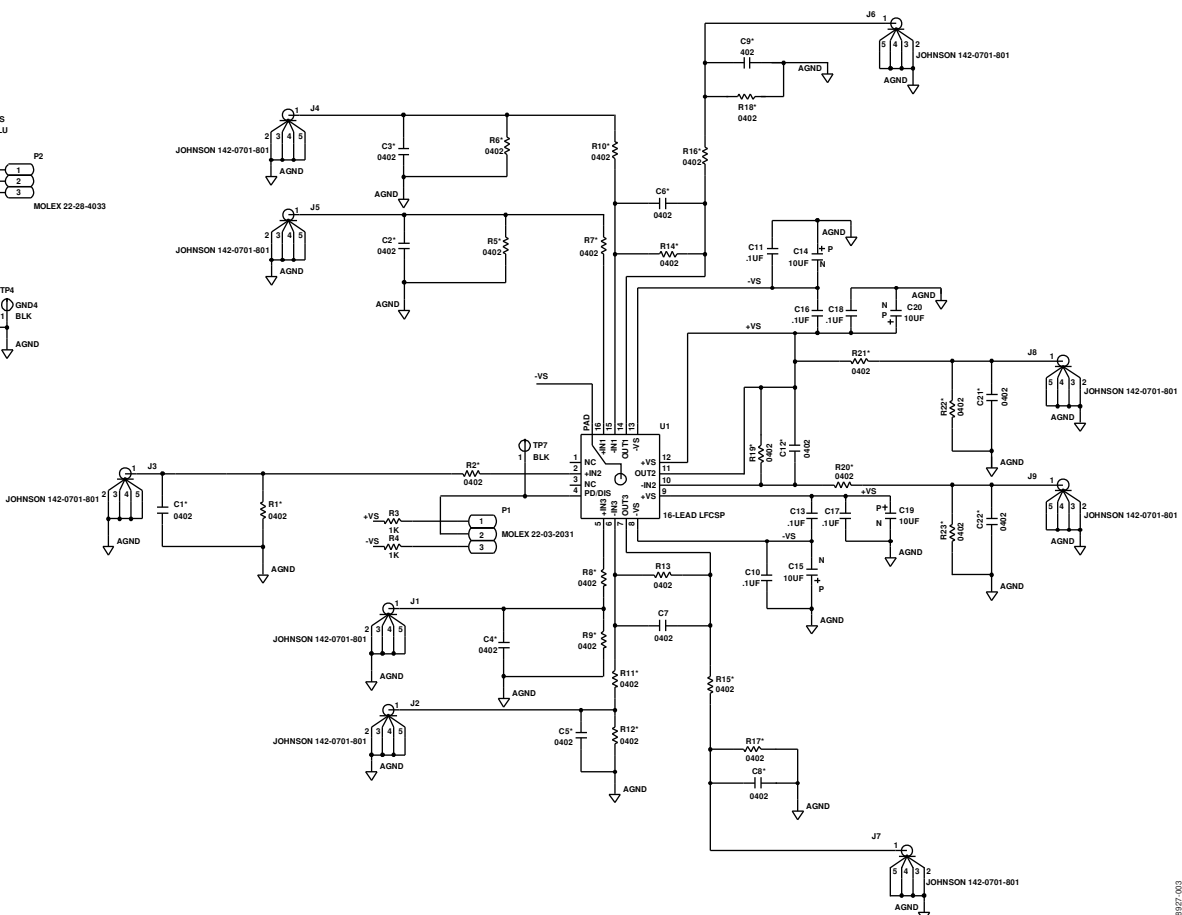 J6
1
C9*
402
5 4 3 2
JOHNSON 142-0701-801
AGND
AGND
R18*
0402
S
LU
P2
1
2
3
MOLEX 22-28-4033
J4
1
2 3 4 5
JOHNSON 142-0701-801
AGND
C3*
0402
R6*
0402
AGND
R10*
0402
R16*
0402
C6*
0402
R14*
0402
J5
1
2 3 4 5
JOHNSON 142-0701-801
AGND
C2*
0402
R5*
0402
AGND
R7*
0402
C11
.1UF
C14
10UF
+ P
N
AGND
-VS
C16
.1UF
C18
.1UF
N
P
+
C20
10UF
AGND
+VS
TP4
GND4
1
BLK
AGND
R21*
0402
J8
1
5 4 3 2
JOHNSON 142-0701-801
AGND
R22*
0402
C21*
0402
AGND
-VS
PAD
16
15
14
13
U1
+IN1
-IN1
OUT1
-VS
TP7
1
BLK
1
NC
2
+IN2
3
NC
4
PD/DIS
12
+VS
11
OUT2
10
-IN2
9
+VS
+IN3
-IN3
OUT3
-VS
5
6
7
8
16-LEAD LFCSP
R19*
0402
C12*
0402
R20*
0402
J3
1
2 3 4 5
JOHNSON 142-0701-801
AGND
C1*
0402
R1*
0402
AGND
R2*
0402
+VS
R3
1K
-VS
R4
1K
P1
1
2
3
MOLEX 22-03-2031
+VS
C13
.1UF
C17
.1UF
P+
N
C19
10UF
AGND
-VS
C10
.1UF
C15
10UF
N
+
P
AGND
J9
1
5 4 3 2
JOHNSON 142-0701-801
AGND
R23*
0402
C22*
0402
AGND
R8*
0402
R13
0402
C7
0402
J1
1
2 3 4 5
JOHNSON 142-0701-801
AGND
C4*
0402
R9*
0402
AGND
R11*
0402
R15*
0402
J2
1
2 3 4 5
JOHNSON 142-0701-801
AGND
C5*
0402
R12*
0402
AGND
R17*
0402
C8*
0402
AGND
J7
1
5 4 3 2
JOHNSON 142-0701-801
AGND
8927-003